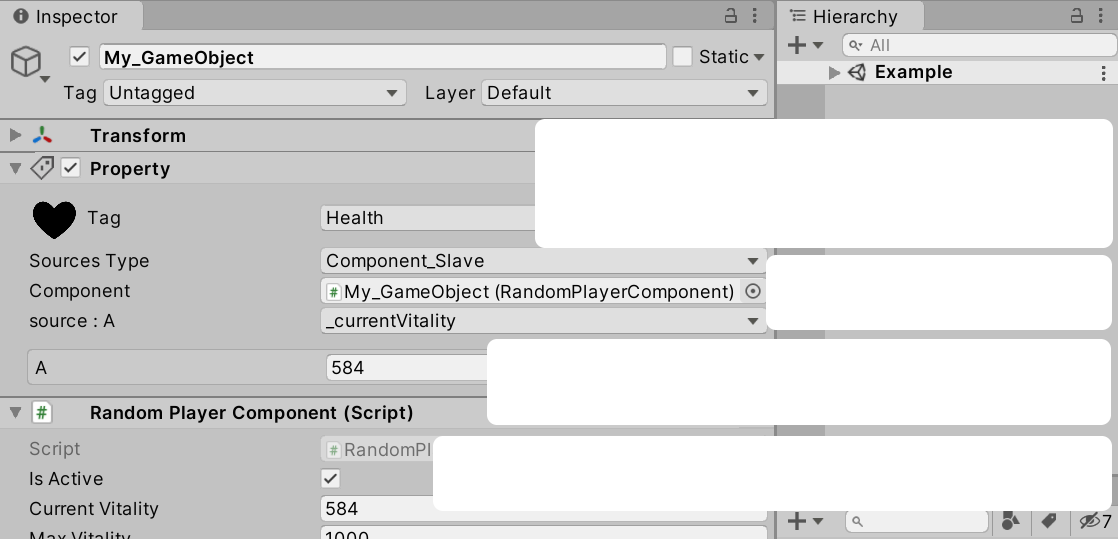 Inspector
My_GameObject
Static
Tag Untagged Layer Default
Transform
Property
Tag Health
Sources Type Component_Slave
Component # My_GameObject (RandomPlayerComponent)
source : A _currentVitality
A 584
# Random Player Component (Script)
Script # RandomPl
Is Active
Current Vitality 584
Max Vitality 1000
Hierarchy
All
Example
7